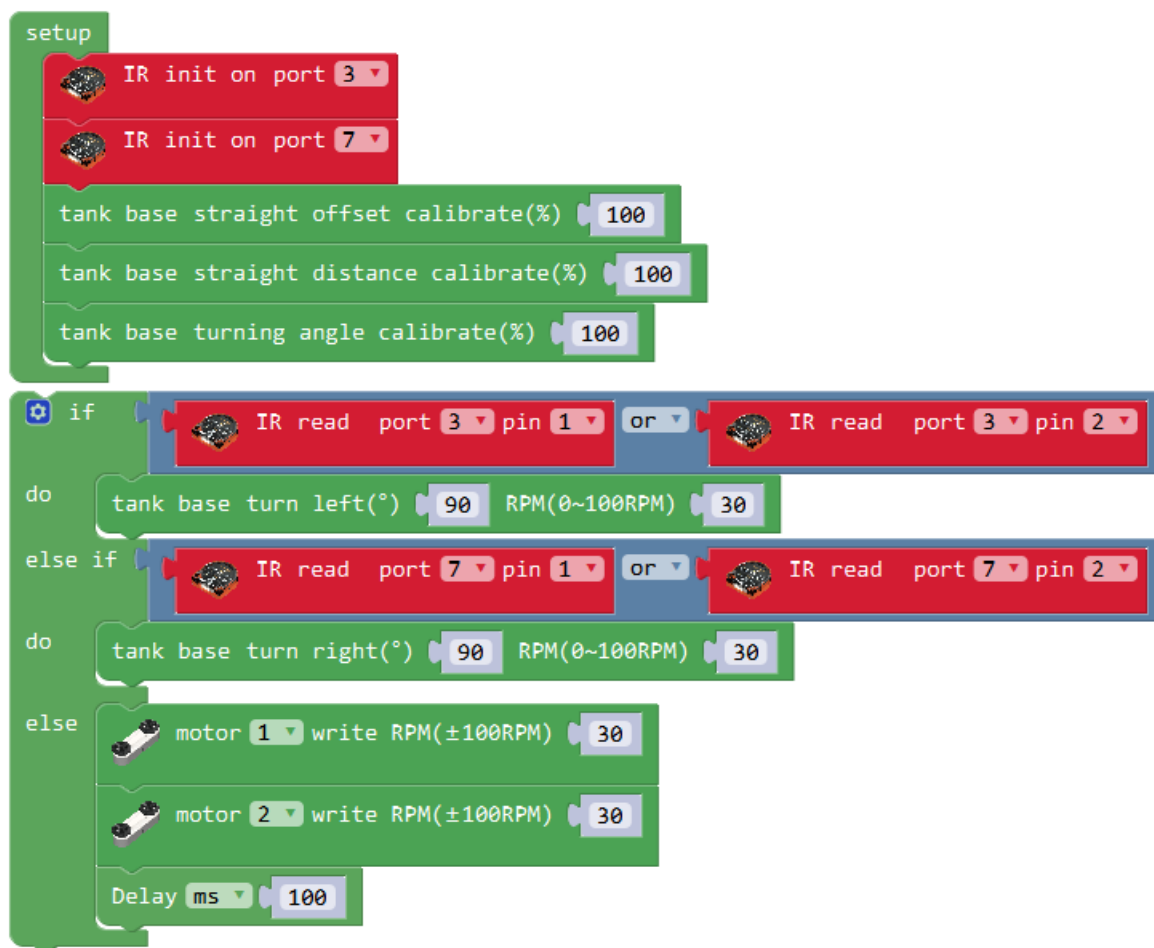 setup
IR init on port 3
IR init on port 7
tank base straight offset calibrate(%) 100
tank base straight distance calibrate(%) 100
tank base turning angle calibrate(%) 100
if IR read port 3 pin 1 or IR read port 3 pin 2
do tank base turn left(°) 90 RPM(0~100RPM) 30
else if IR read port 7 pin 1 or IR read port 7 pin 2
do tank base turn right(°) 90 RPM(0~100RPM) 30
else motor 1 write RPM(±100RPM) 30
motor 2 write RPM(±100RPM) 30
Delay ms 100